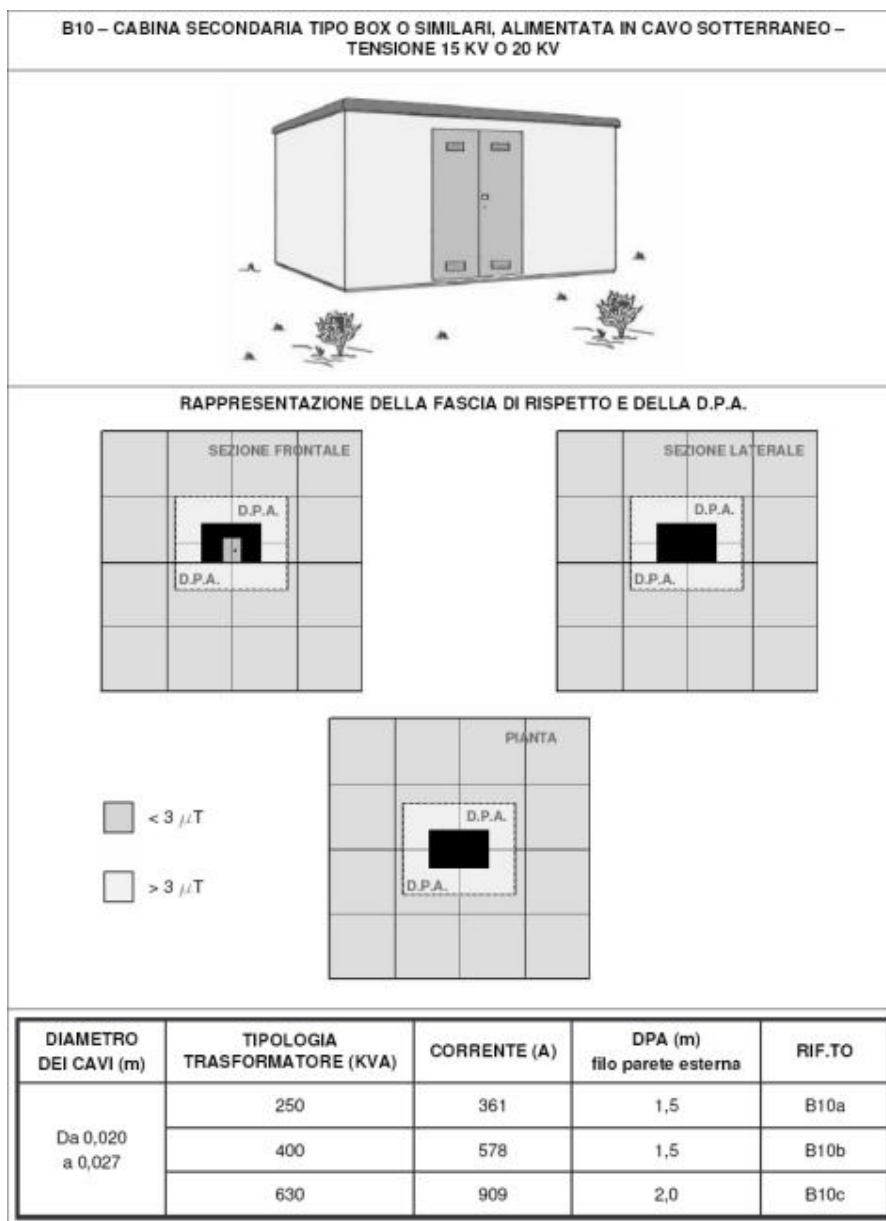 B10 – CABINA SECONDARIA TIPO BOX O SIMILARI, ALIMENTATA IN CAVO SOTTERRANEO –
TENSIONE 15 KV O 20 KV
RAPPRESENTAZIONE DELLA FASCIA DI RISPETTO E DELLA D.P.A.
SEZIONE FRONTALE
D.P.A.
D.P.A.
SEZIONE LATERALE
D.P.A.
D.P.A.
PIANTA
D.P.A.
D.P.A.
< 3 μT
> 3 μT
DIAMETRO
DEI CAVI (m)
TIPOLOGIA
TRASFORMATORE (KVA)
CORRENTE (A)
DPA (m)
filo parete esterna
RIF.TO
Da 0,020
a 0,027
250 361 1,5 B10a
400 578 1,5 B10b
630 909 2,0 B10c